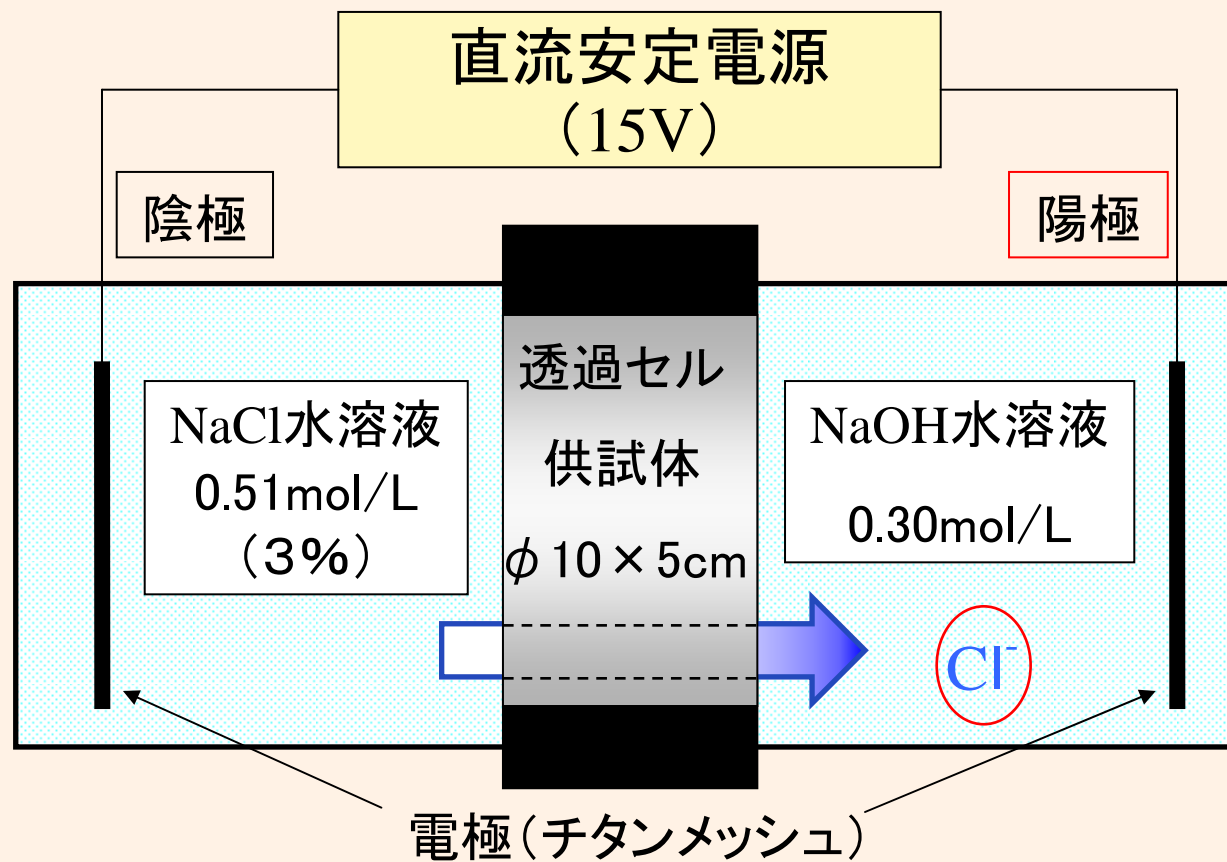 直流安定電源
（15V）
陰極
陽極
NaCl水溶液
0.51mol/L
（３％）
透過セル
供試体
φ10×5cm
NaOH水溶液
0.30mol/L
Cl⁻
電極（チタンメッシュ）